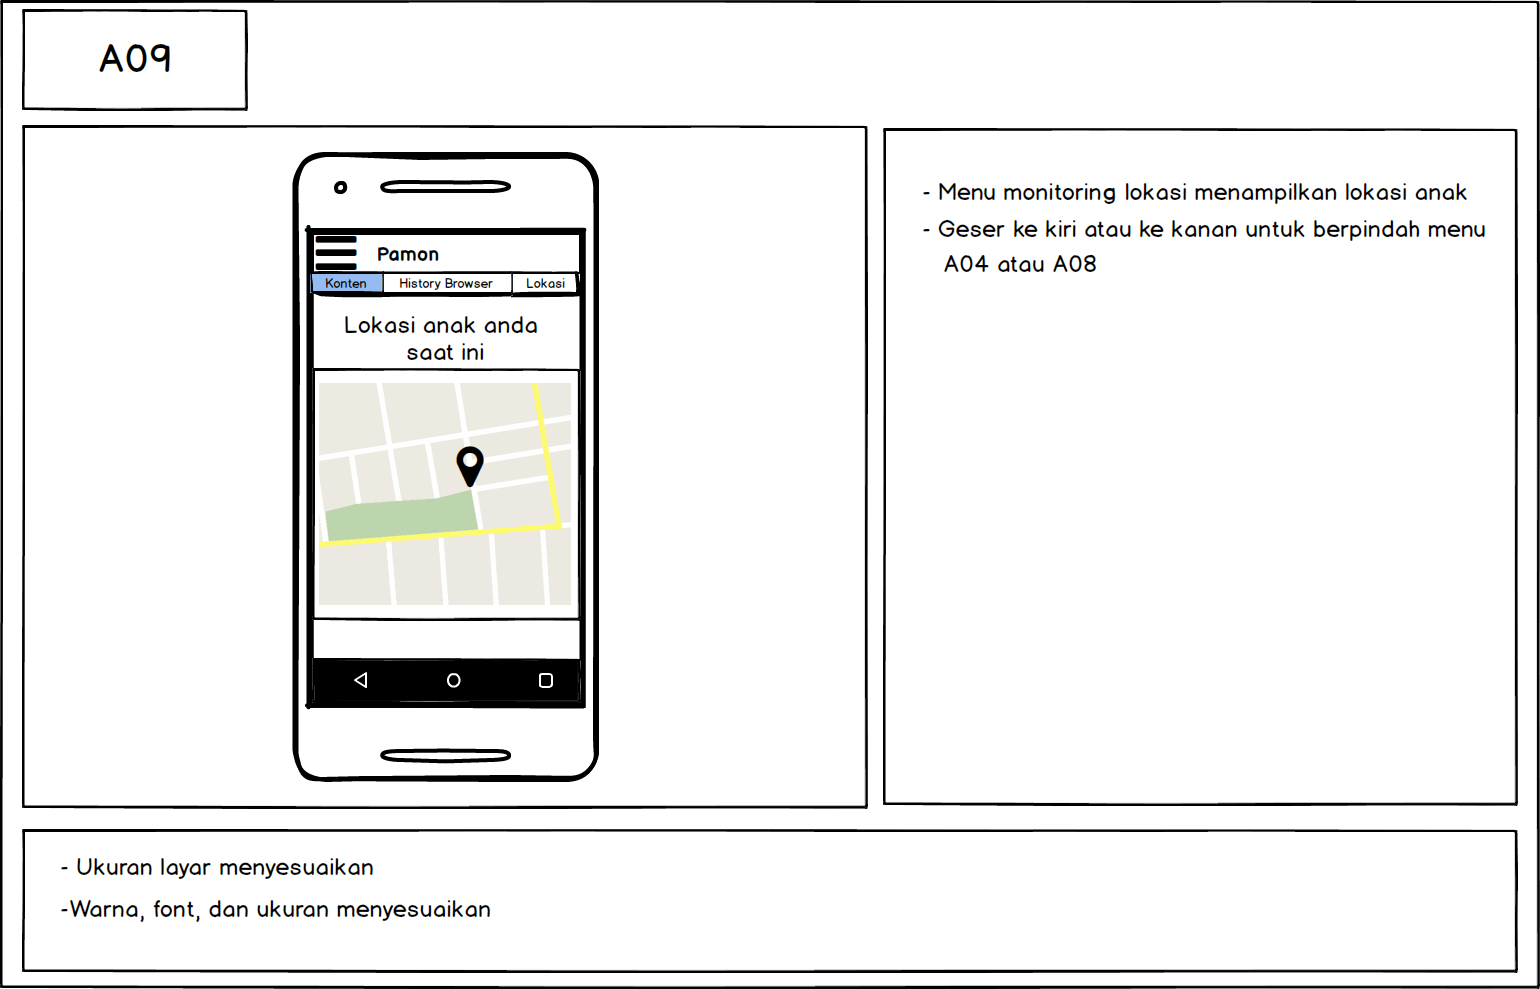 A09
Pamon
Konten History Browser Lokasi
Lokasi anak anda
saat ini
- Menu monitoring lokasi menampilkan lokasi anak
- Geser ke kiri atau ke kanan untuk berpindah menu
A04 atau A08
- Ukuran layar menyesuaikan
-Warna, font, dan ukuran menyesuaikan